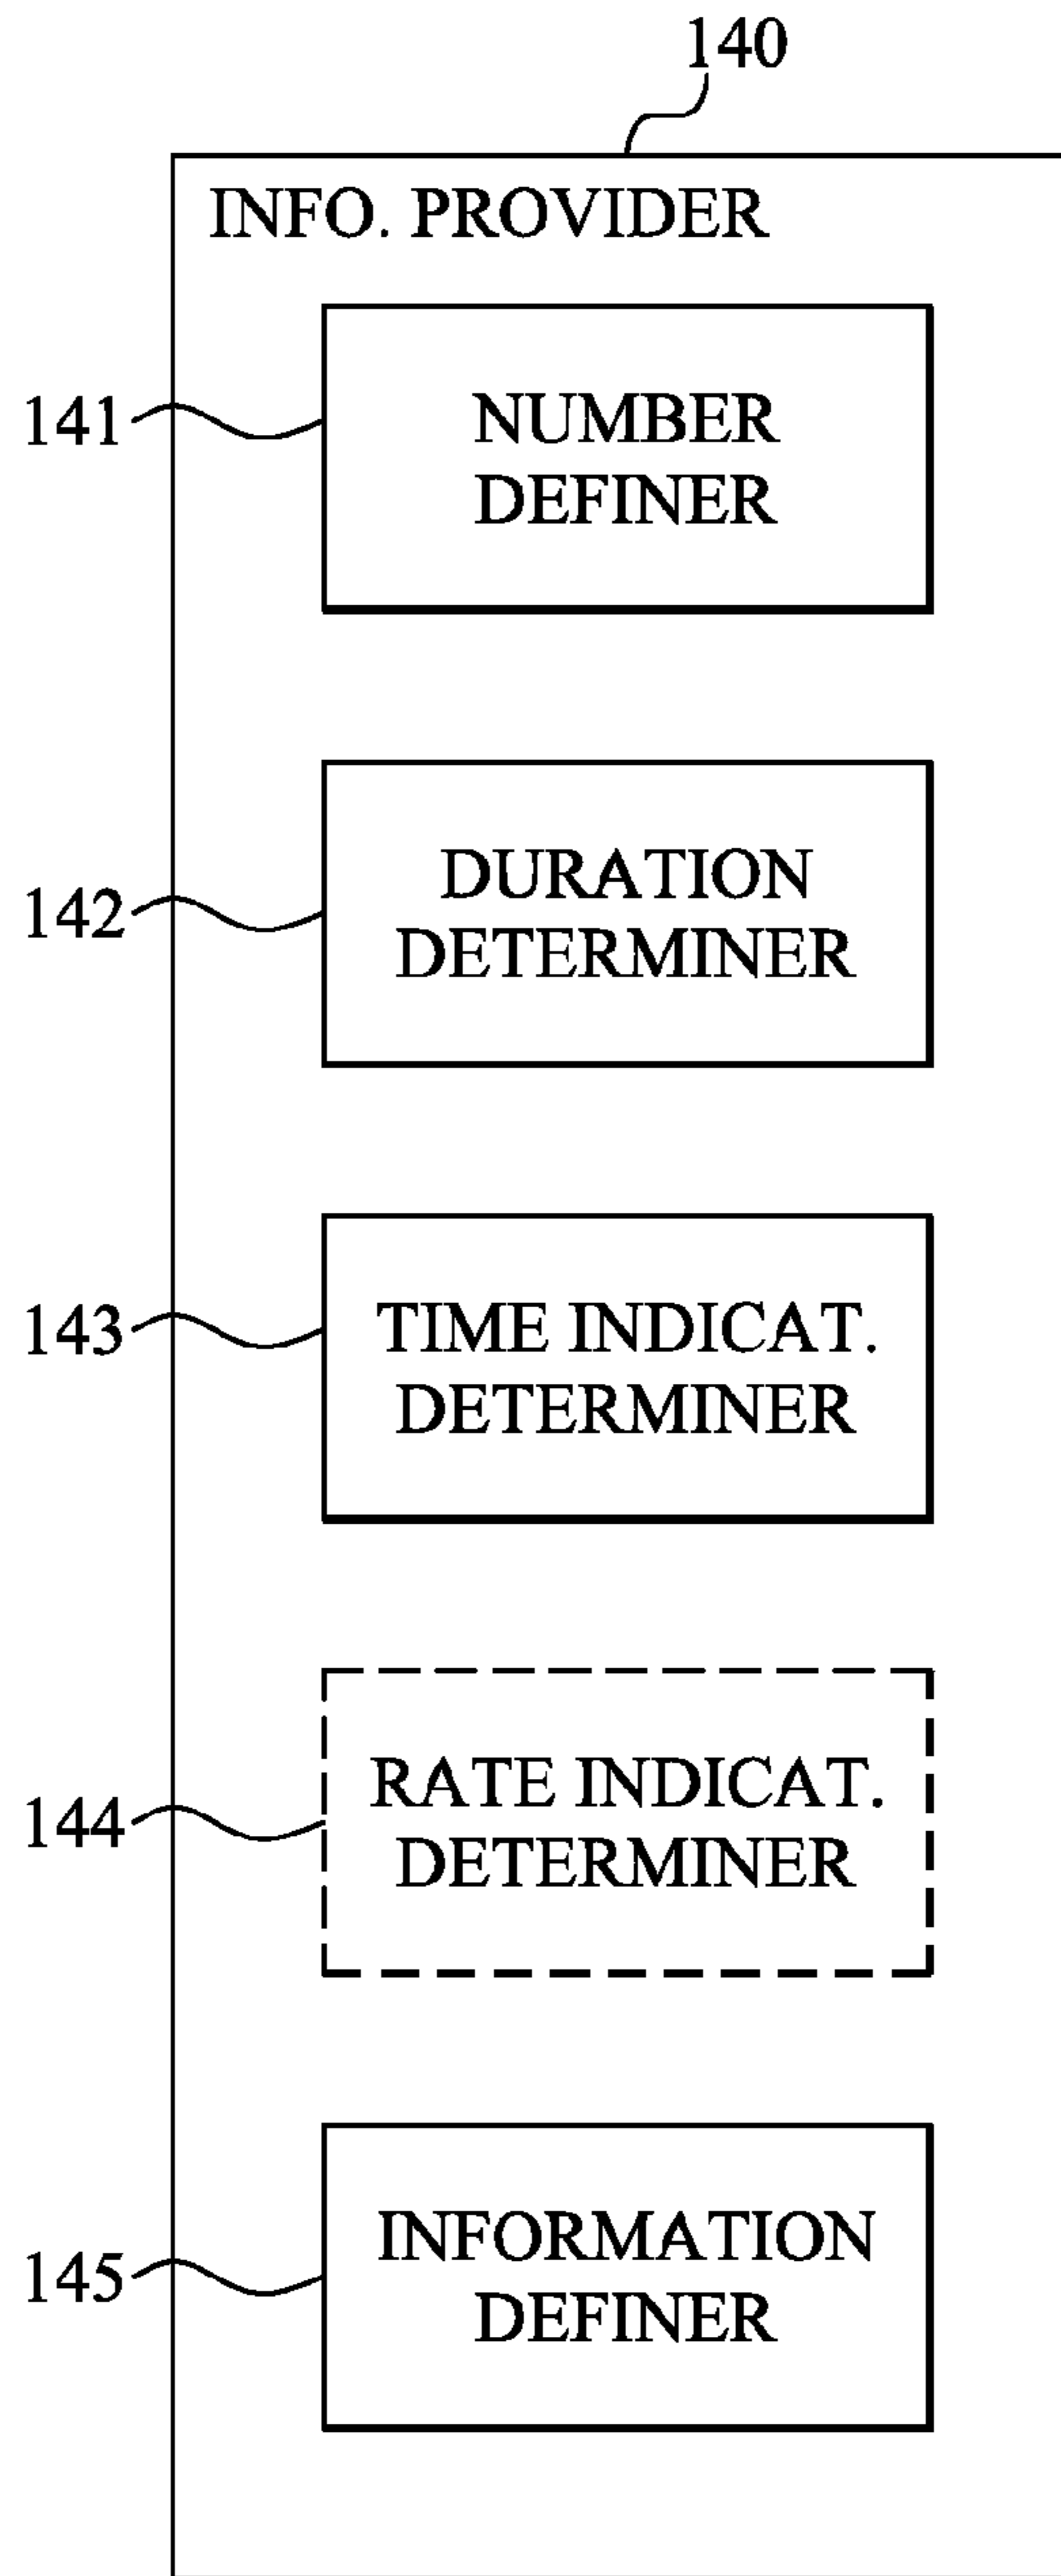 140
INFO. PROVIDER
141
NUMBER
DEFINER
142
DURATION
DETERMINER
143
TIME INDICAT.
DETERMINER
144
RATE INDICAT.
DETERMINER
145
INFORMATION
DEFINER